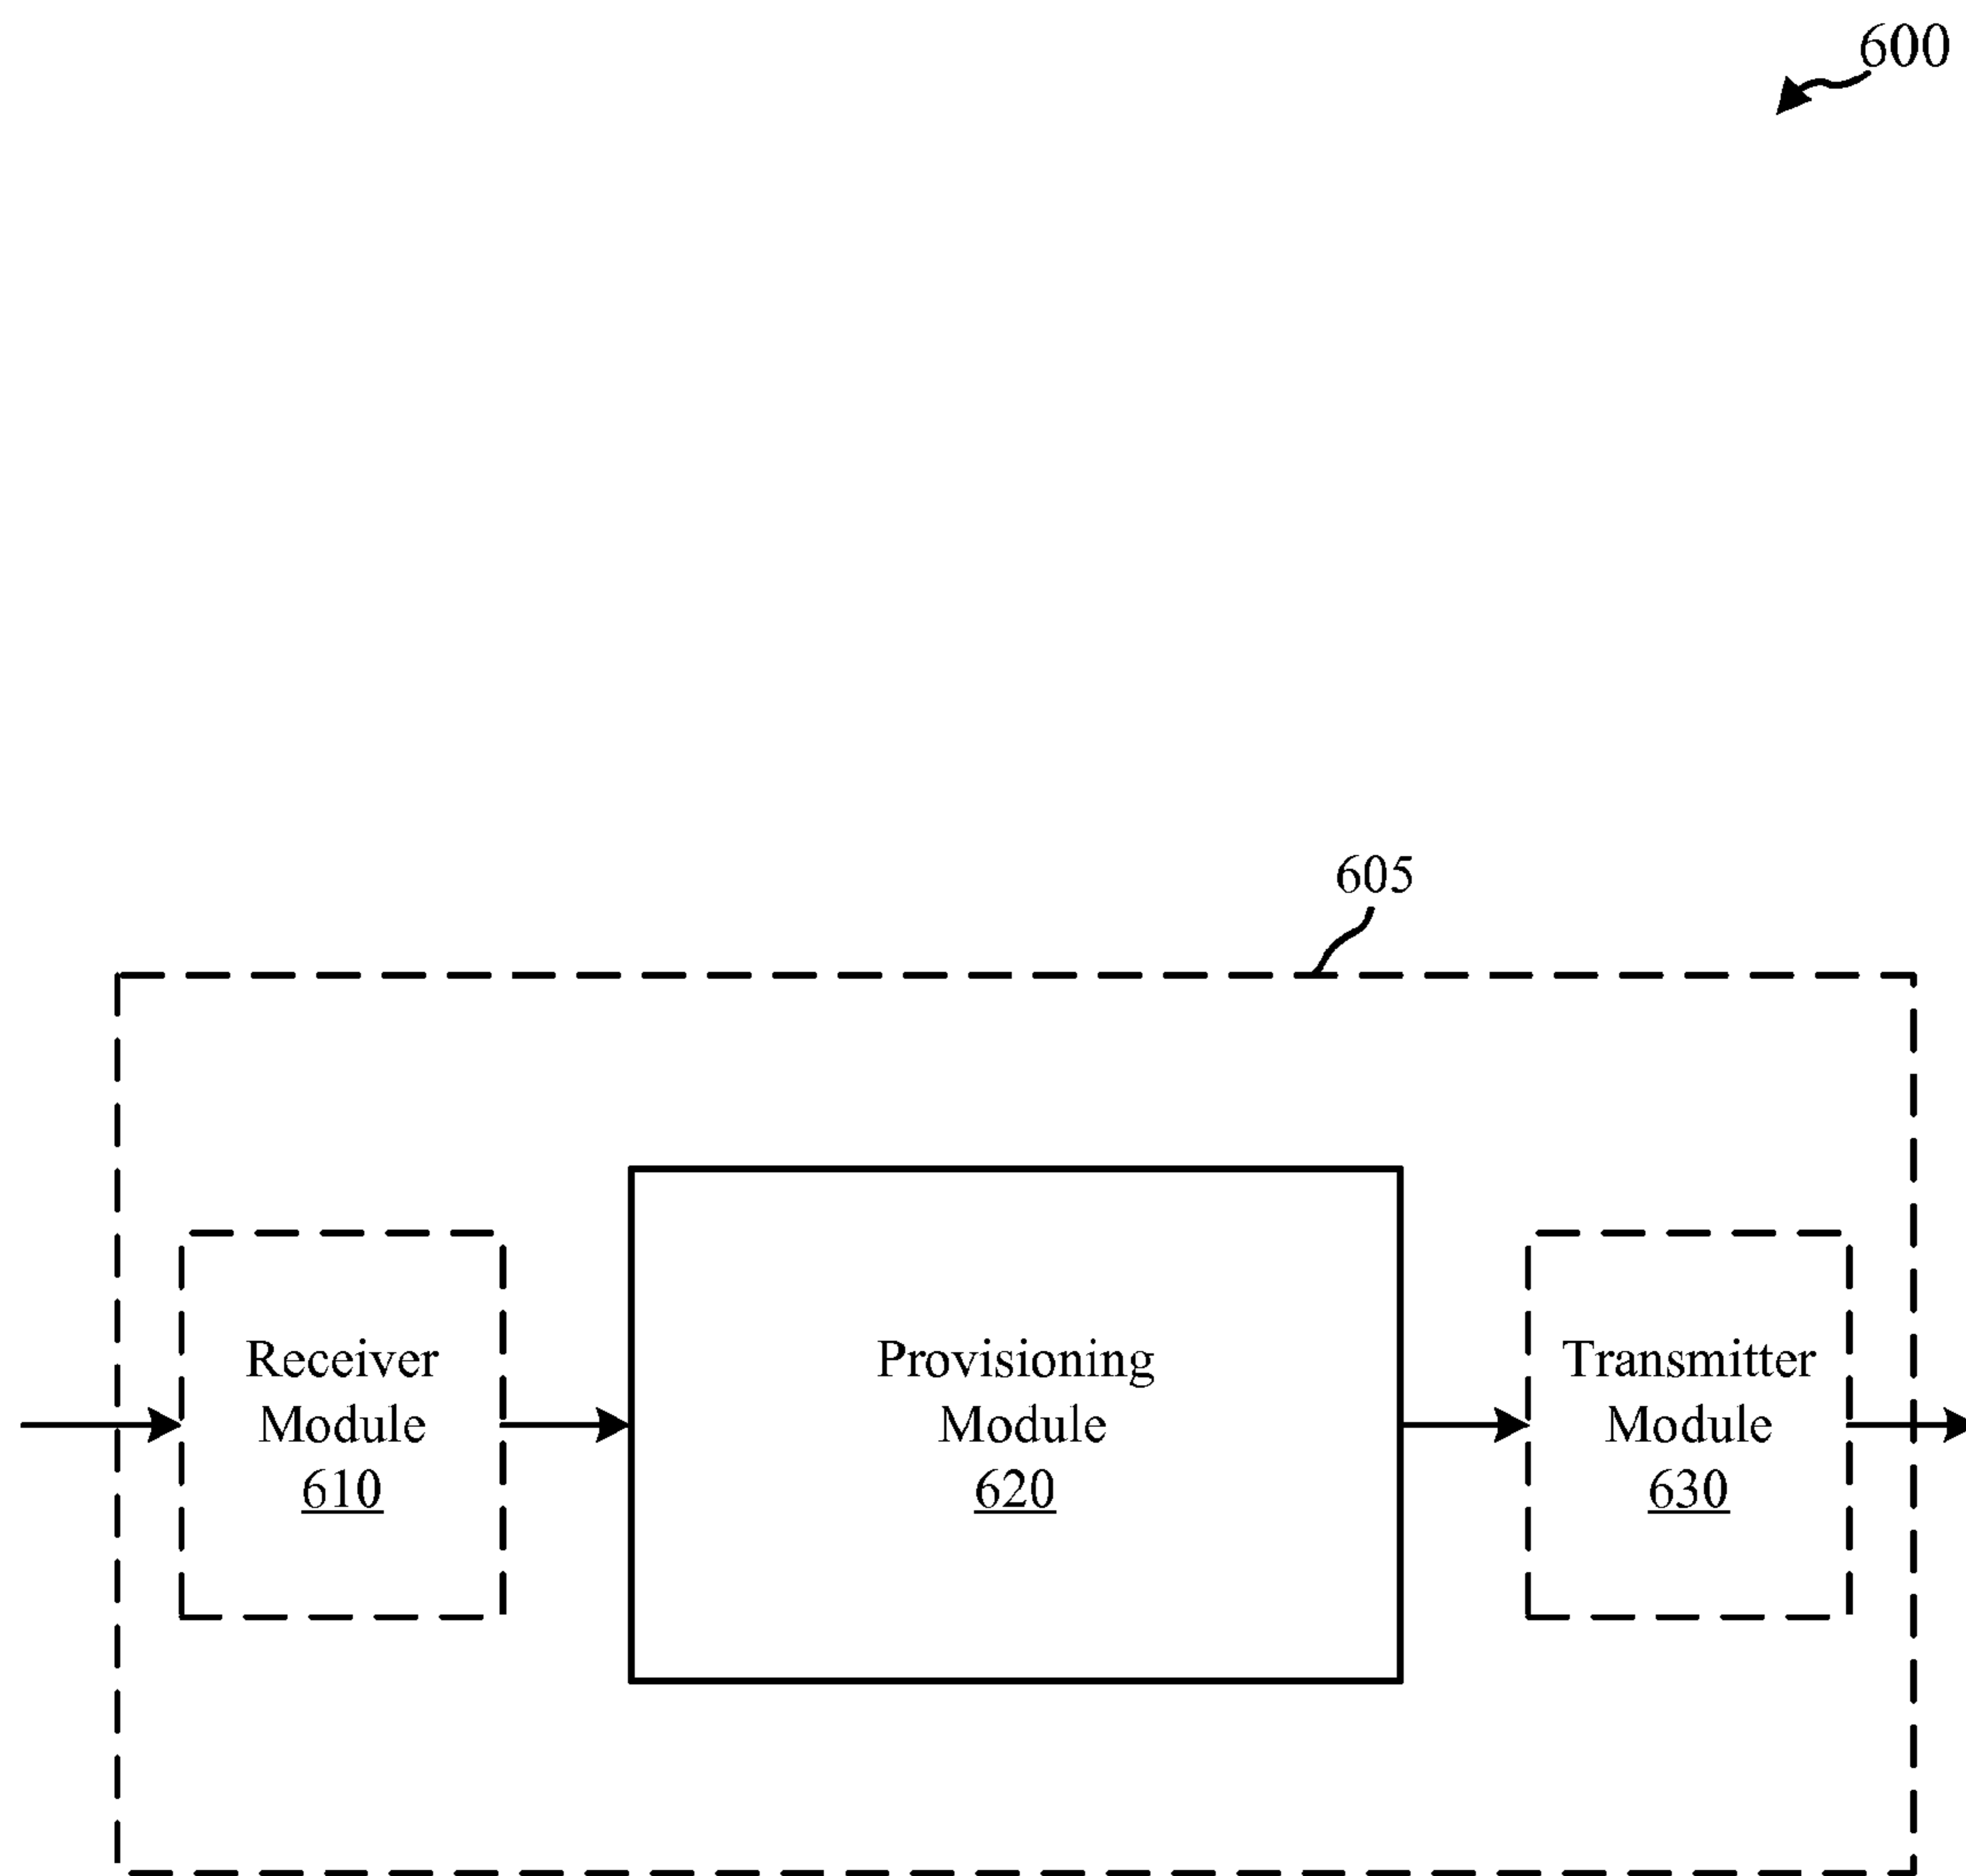 600
605
Receiver
Module
610
Provisioning
Module
620
Transmitter
Module
630